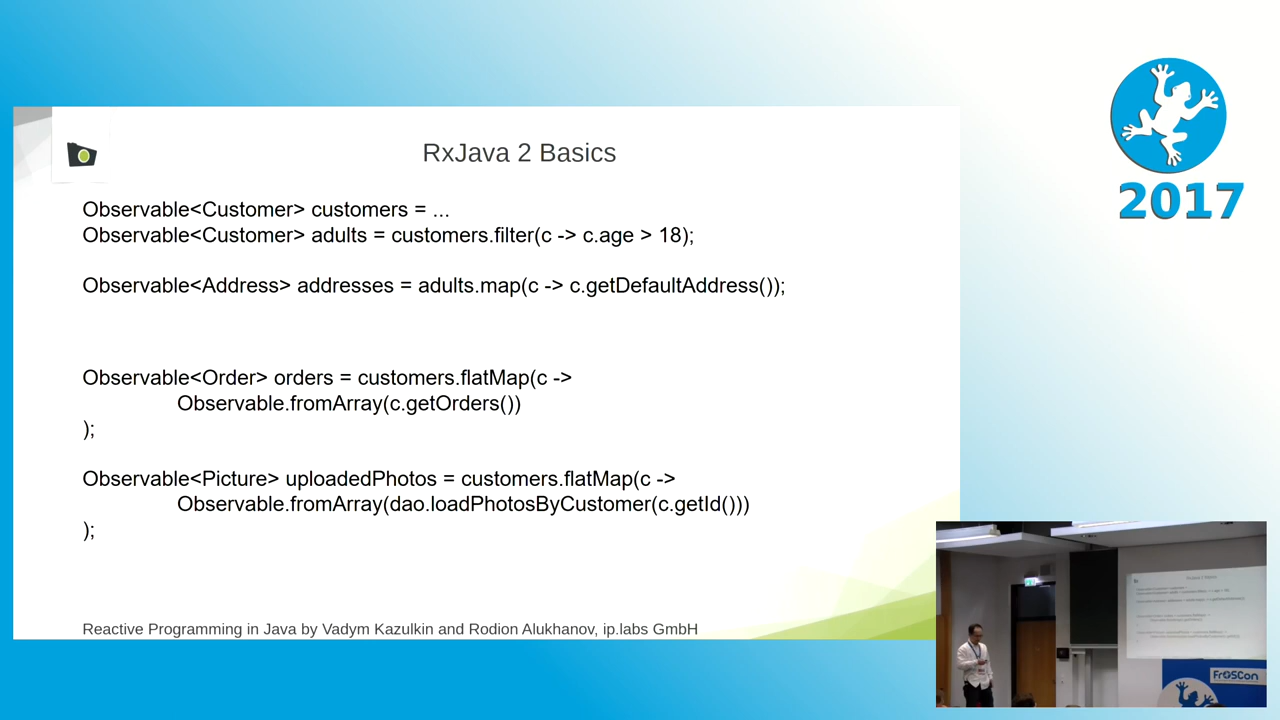 RxJava 2 Basics
Observable<Customer> customers = ...
Observable<Customer> adults = customers.filter(c -> c.age > 18);
Observable<Address> addresses = adults.map(c -> c.getDefaultAddress());
Observable<Order> orders = customers.flatMap(c ->
Observable.fromArray(c.getOrders())
);
Observable<Picture> uploadedPhotos = customers.flatMap(c ->
Observable.fromArray(dao.loadPhotosByCustomer(c.getId()))
);
Reactive Programming in Java by Vadym Kazulkin and Rodion Alukhanov, ip.labs GmbH
2017
FrOSCon